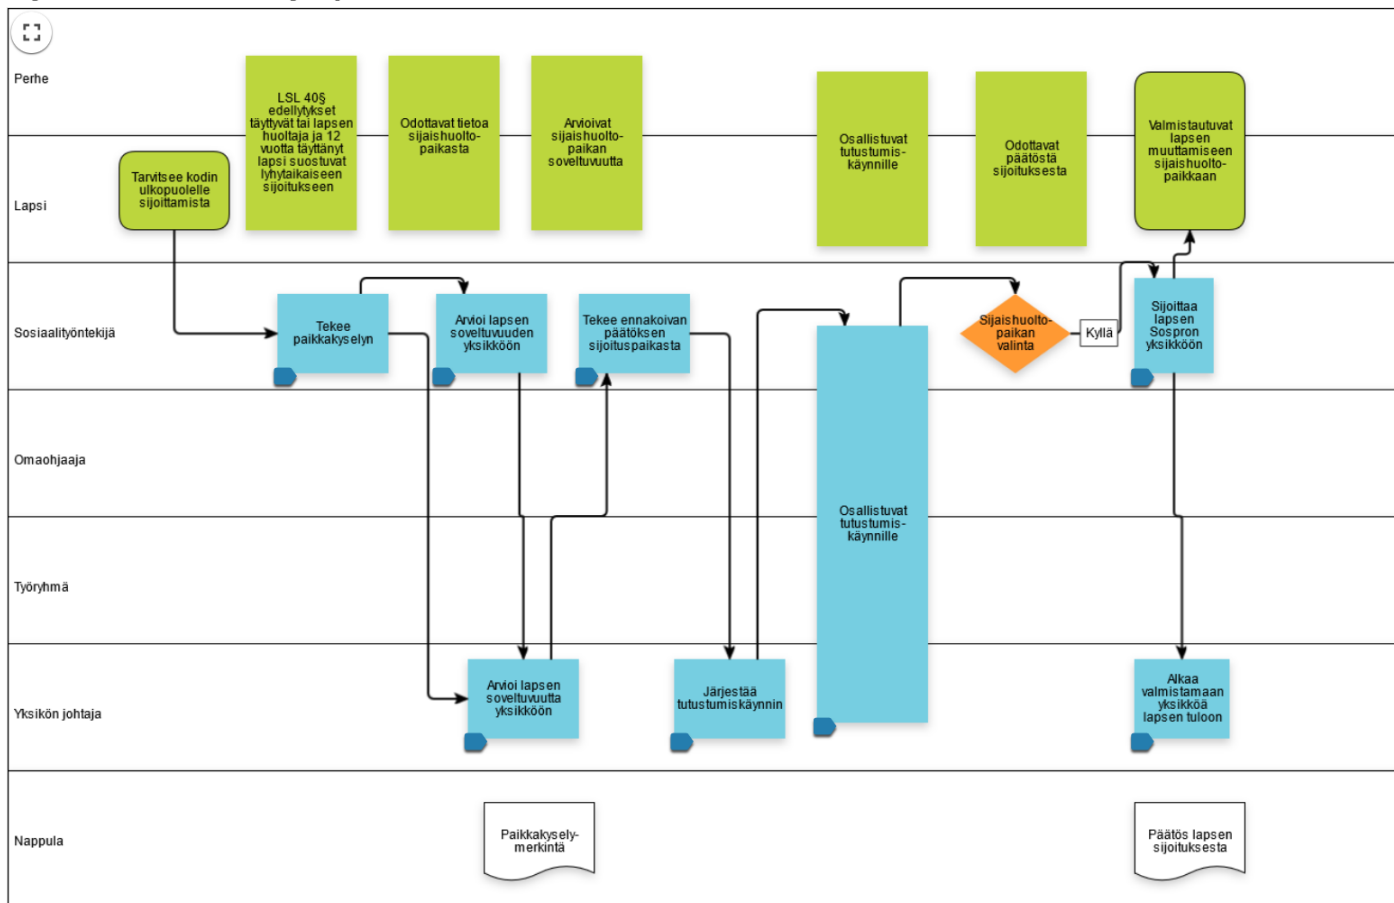 Perhe
LSL 40§
edellytykset
täyttyvät tai lapsen
huoltaja ja 12
vuotta täyttänyt
lapsi suostuvat
lyhytaikaiseen
sijoitukseen
Odottavat tietoa
sijaishuolto-
paikasta
Arvioivat
sijaishuolto-
paikan
soveltuvuutta
Osallistuvat
tutustumis-
käynnille
Odottavat
päätöstä
sijoituksesta
Valmistautuvat
lapsen
muuttamiseen
sijaishuolto-
paikkaan
Lapsi
Tarvitsee kodin
ulkopuolelle
sijoittamista
Sosiaalityöntekijä
Tekee
paikkakyselyn
Arvioi lapsen
soveltuvuuden
yksikköön
Tekee ennakoivan
päätöksen
sijoituspaikasta
Sijaishuolto-
paikan
valinta
Kyllä
Sijoittaa
lapsen
Sospron
yksikköön
Omaohjaaja
Osallistuvat
tutustumis-
käynnille
Työryhmä
Yksikön johtaja
Arvioi lapsen
soveltuvuutta
yksikköön
Järjestää
tutustumiskäynnin
Alkaa
valmistamaan
yksikköä
lapsen tuloon
Nappula
Paikkakysely-
merkintä
Päätös lapsen
sijoituksesta